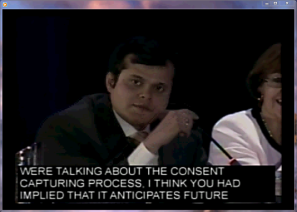 WERE TALKING ABOUT THE CONSENT
CAPTURING PROCESS, I THINK YOU HAD
IMPLIED THAT IT ANTICIPATES FUTURE